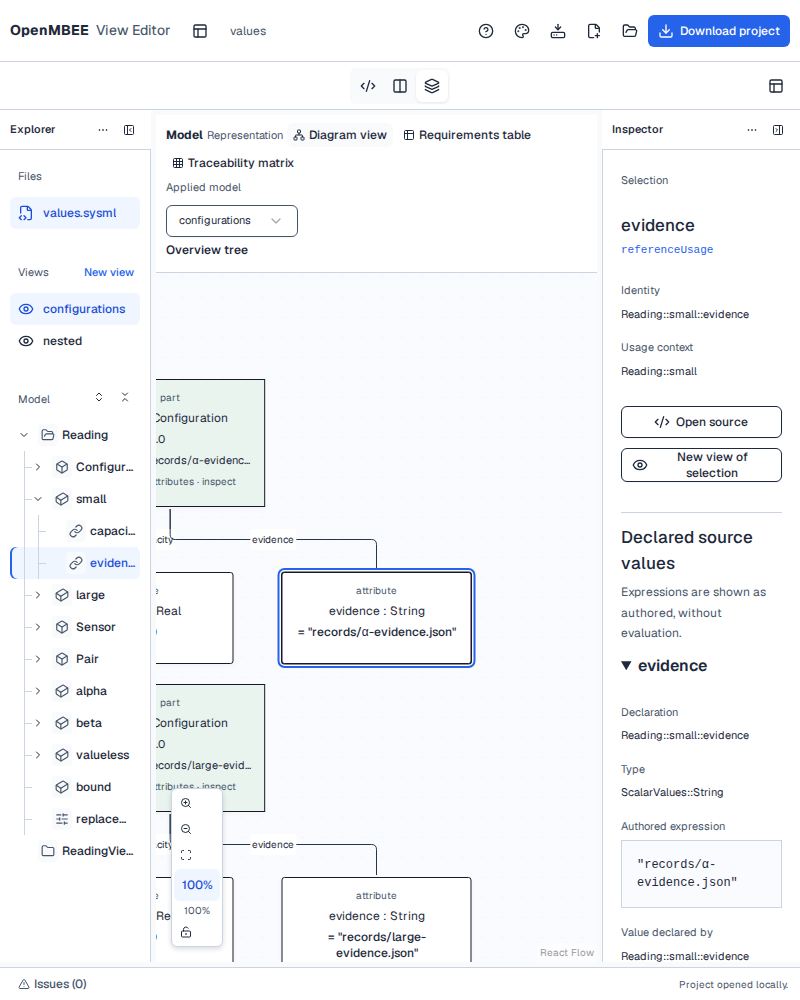 OpenMBEE View Editor
values
Download project
Explorer
Files
values.sysml
Views New view
configurations
nested
Model
Reading
Configur...
small
capaci...
eviden...
large
Sensor
Pair
alpha
beta
valueless
bound
replace...
ReadingVie...
Model Representation Diagram view Requirements table
Traceability matrix
Applied model
configurations
Overview tree
part
Configuration
.0
ecords/α-evidenc...
ttributes · inspect
city evidence
Real
attribute
evidence : String
= "records/α-evidence.json"
part
Configuration
.0
ecords/large-evid...
ttributes · inspect
city evidence
Re
attribute
evidence : String
= "records/large-
evidence.json"
100%
100%
React Flow
Inspector
Selection
evidence
referenceUsage
Identity
Reading::small::evidence
Usage context
Reading::small
Open source
New view of
selection
Declared source
values
Expressions are shown as
authored, without
evaluation.
evidence
Declaration
Reading::small::evidence
Type
ScalarValues::String
Authored expression
"records/α-
evidence.json"
Value declared by
Reading::small::evidence
Issues (0)
Project opened locally.